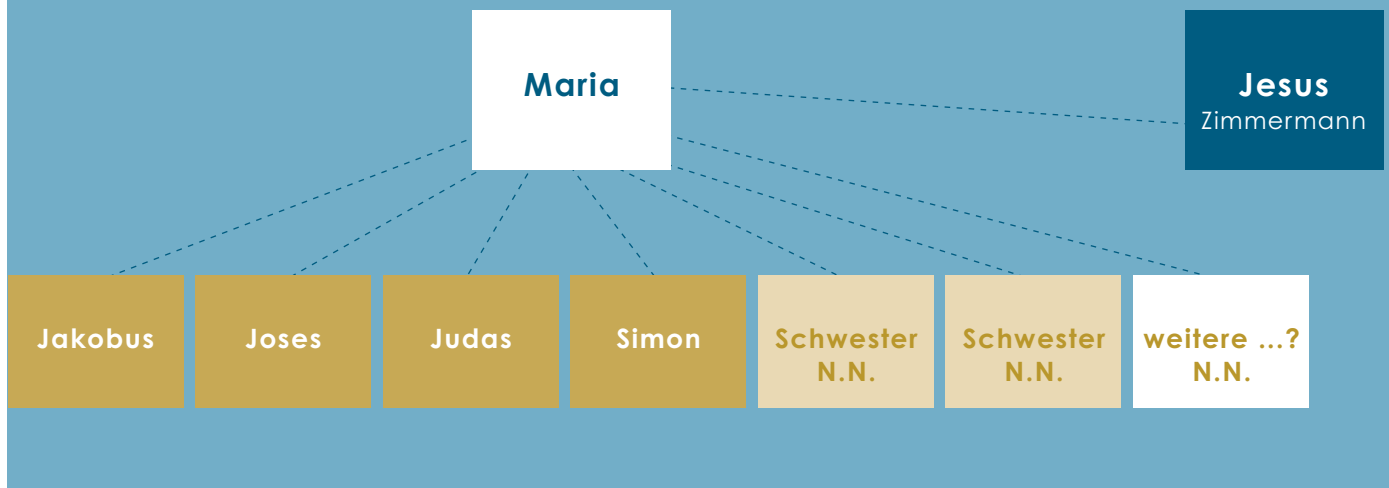 Maria
Jesus
Zimmermann
Jakobus
Joses
Judas
Simon
Schwester
N.N.
Schwester
N.N.
weitere ...?
N.N.